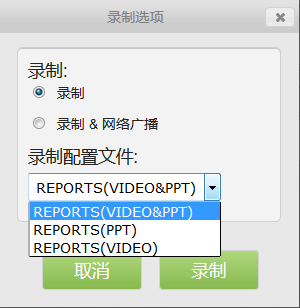 录制选项
录制:
录制
录制 & 网络广播
录制配置文件:
REPORTS(VIDEO&PPT)
REPORTS(VIDEO&PPT)
REPORTS(PPT)
REPORTS(VIDEO)
取消 录制